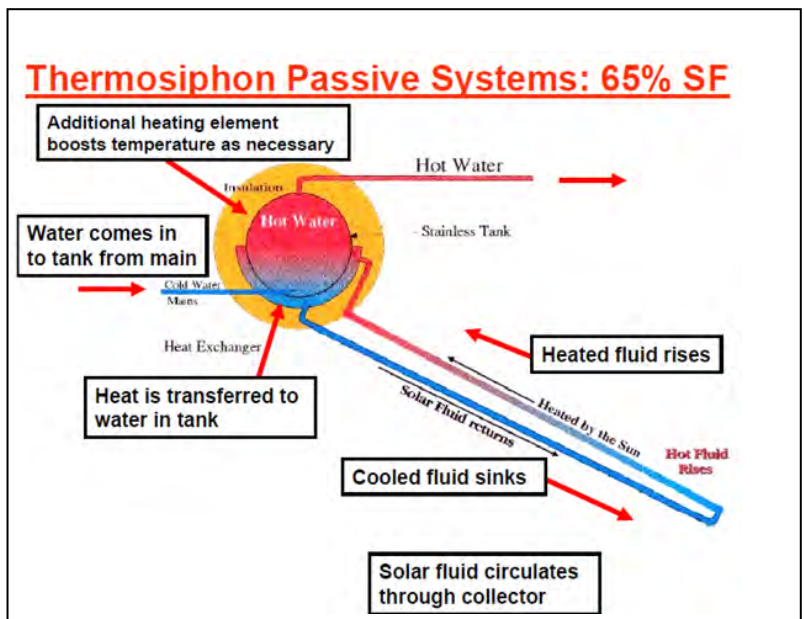 Thermosiphon Passive Systems: 65% SF
Additional heating element
boosts temperature as necessary
Hot Water
Insulation
Hot Water
Stainless Tank
Water comes in
to tank from main
Cold Water
Mains
Heat Exchanger
Heated fluid rises
Heat is transferred to
water in tank
Heated by the Sun
Solar Fluid returns
Hot Fluid
Rises
Cooled fluid sinks
Solar fluid circulates
through collector